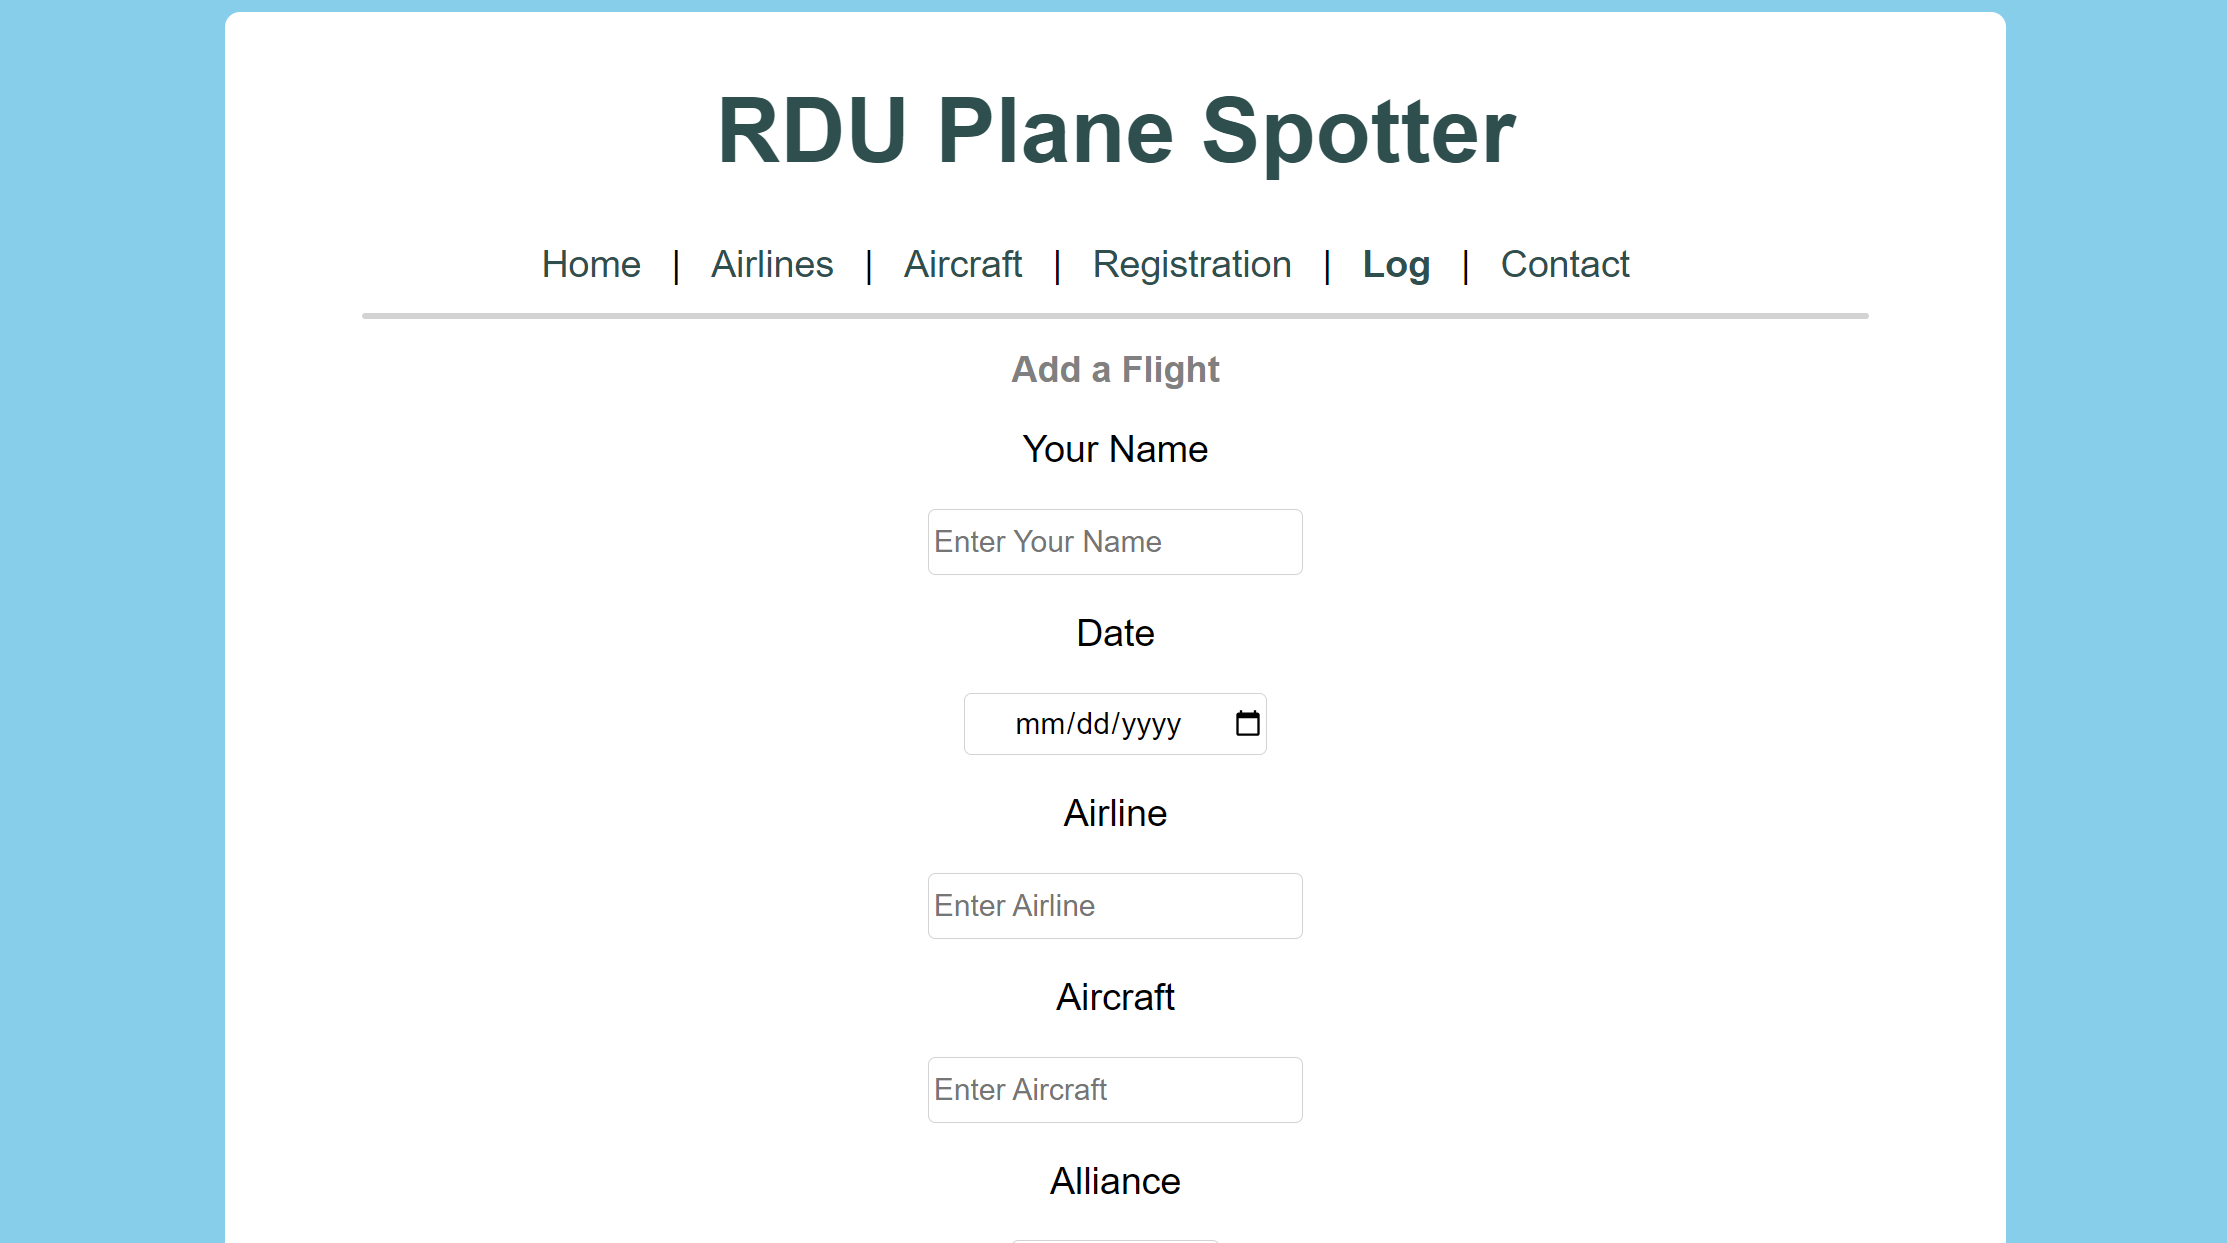 RDU Plane Spotter
Home | Airlines | Aircraft | Registration | Log | Contact
Add a Flight
Your Name
Enter Your Name
Date
mm/dd/yyyy
Airline
Enter Airline
Aircraft
Enter Aircraft
Alliance